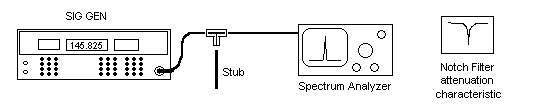 SIG GEN
145.825
Stub
Spectrum Analyzer
Notch Filter
attenuation
characteristic